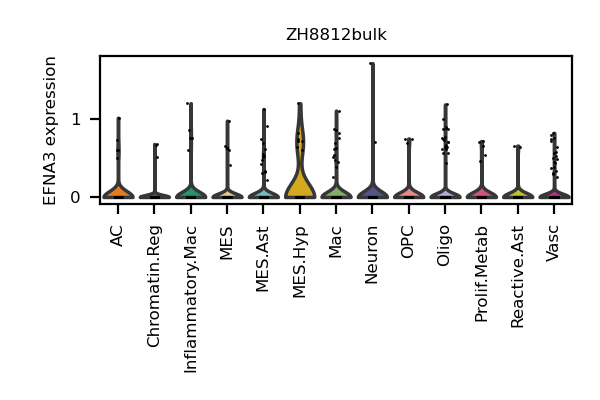 ZH8812bulk
EFNA3 expression
1
0
AC
Chromatin.Reg
Inflammatory.Mac
MES
MES.Ast
MES.Hyp
Mac
Neuron
OPC
Oligo
Prolif.Metab
Reactive.Ast
Vasc